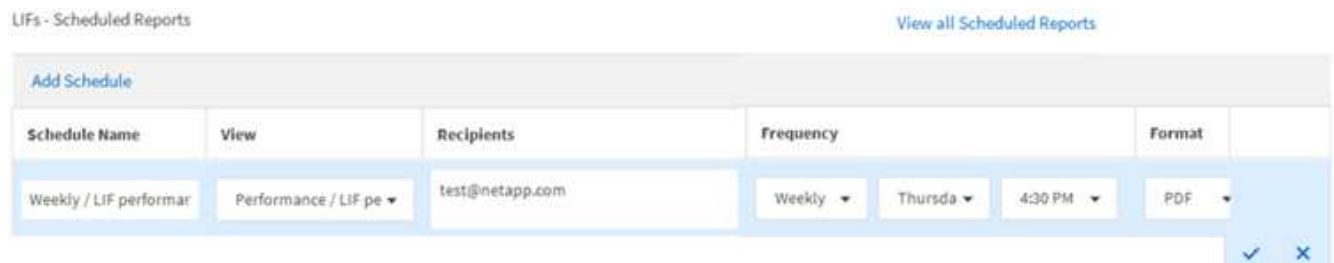 LIFs - Scheduled Reports View all Scheduled Reports
Add Schedule
Schedule Name View Recipients Frequency Format
Weekly / LIF performar Performance / LIF pe test@netapp.com Weekly Thursda 4:30 PM PDF